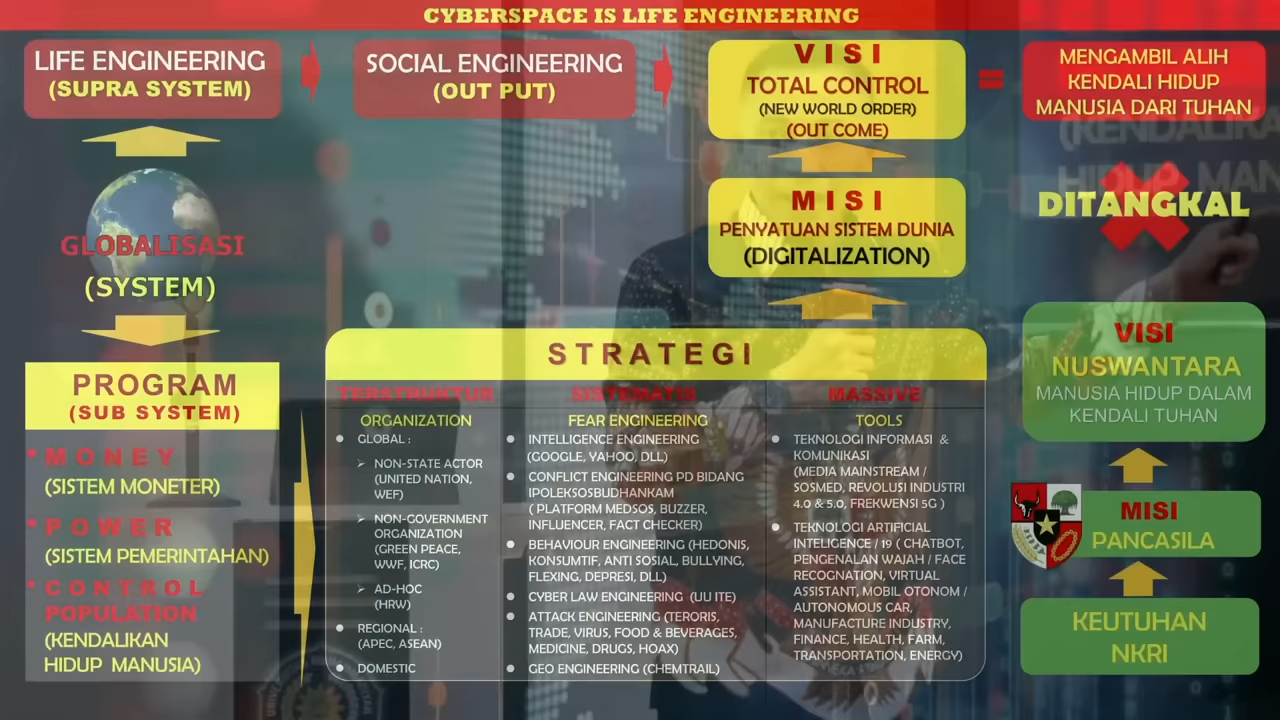 CYBERSPACE IS LIFE ENGINEERING
LIFE ENGINEERING
(SUPRA SYSTEM)
SOCIAL ENGINEERING
(OUT PUT)
VISI
TOTAL CONTROL
(NEW WORLD ORDER)
(OUT COME)
=
MENGAMBIL ALIH
KENDALI HIDUP
MANUSIA DARI TUHAN
(KENDALIKA
HIDUP MAN
GLOBALISASI
(SYSTEM)
MISI
PENYATUAN SISTEM DUNIA
(DIGITALIZATION)
DITANGKAL
PROGRAM
(SUB SYSTEM)
* MONEY
(SISTEM MONETER)
* POWER
(SISTEM PEMERINTAHAN)
* CONTROL
POPULATION
(KENDALIKAN
HIDUP MANUSIA)
STRATEGI
TERSTRUKTUR
ORGANIZATION
● GLOBAL :
➢ NON-STATE ACTOR
(UNITED NATION,
WEF)
➢ NON-GOVERNMENT
ORGANIZATION
(GREEN PEACE,
WWF, ICRC)
➢ AD-HOC
(HRW)
● REGIONAL :
(APEC, ASEAN)
● DOMESTIC
SISTEMATIS
FEAR ENGINEERING
● INTELLIGENCE ENGINEERING
(GOOGLE, YAHOO, DLL)
● CONFLICT ENGINEERING PD BIDANG
IPOLEKSOSBUDHANKAM
( PLATFORM MEDSOS, BUZZER,
INFLUENCER, FACT CHECKER)
● BEHAVIOUR ENGINEERING (HEDONIS,
KONSUMTIF, ANTI SOSIAL, BULLYING,
FLEXING, DEPRESI, DLL)
● CYBER LAW ENGINEERING (UU ITE)
● ATTACK ENGINEERING (TERORIS,
TRADE, VIRUS, FOOD & BEVERAGES,
MEDICINE, DRUGS, HOAX)
● GEO ENGINEERING (CHEMTRAIL)
MASSIVE
TOOLS
● TEKNOLOGI INFORMASI &
KOMUNIKASI
(MEDIA MAINSTREAM /
SOSMED, REVOLUSI INDUSTRI
4.0 & 5.0, FREKWENSI 5G )
● TEKNOLOGI ARTIFICIAL
INTELIGENCE / 19 ( CHATBOT,
PENGENALAN WAJAH / FACE
RECOGNATION, VIRTUAL
ASSISTANT, MOBIL OTONOM /
AUTONOMOUS CAR,
MANUFACTURE INDUSTRY,
FINANCE, HEALTH, FARM,
TRANSPORTATION, ENERGY)
VISI
NUSWANTARA
MANUSIA HIDUP DALAM
KENDALI TUHAN
MISI
PANCASILA
KEUTUHAN
NKRI